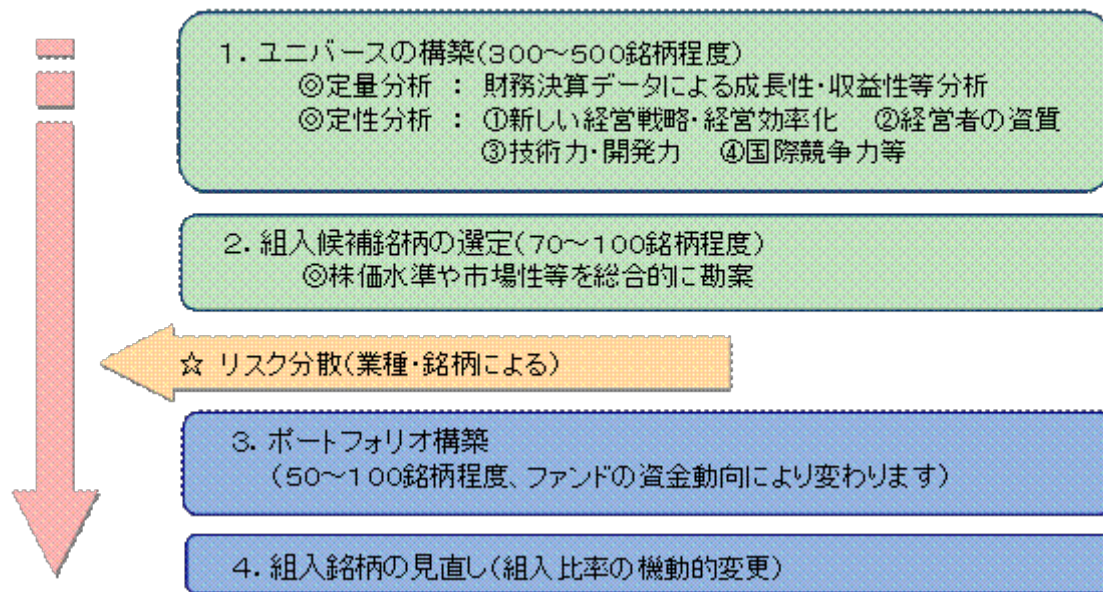 1．ユニバースの構築（300～500銘柄程度）
◎定量分析 ： 財務決算データによる成長性・収益性等分析
◎定性分析 ： ①新しい経営戦略・経営効率化 ②経営者の資質
③技術力・開発力 ④国際競争力等
2．組入候補銘柄の選定（70～100銘柄程度）
◎株価水準や市場性等を総合的に勘案
☆ リスク分散（業種・銘柄による）
3．ポートフォリオ構築
（50～100銘柄程度、ファンドの資金動向により変わります）
4．組入銘柄の見直し（組入比率の機動的変更）